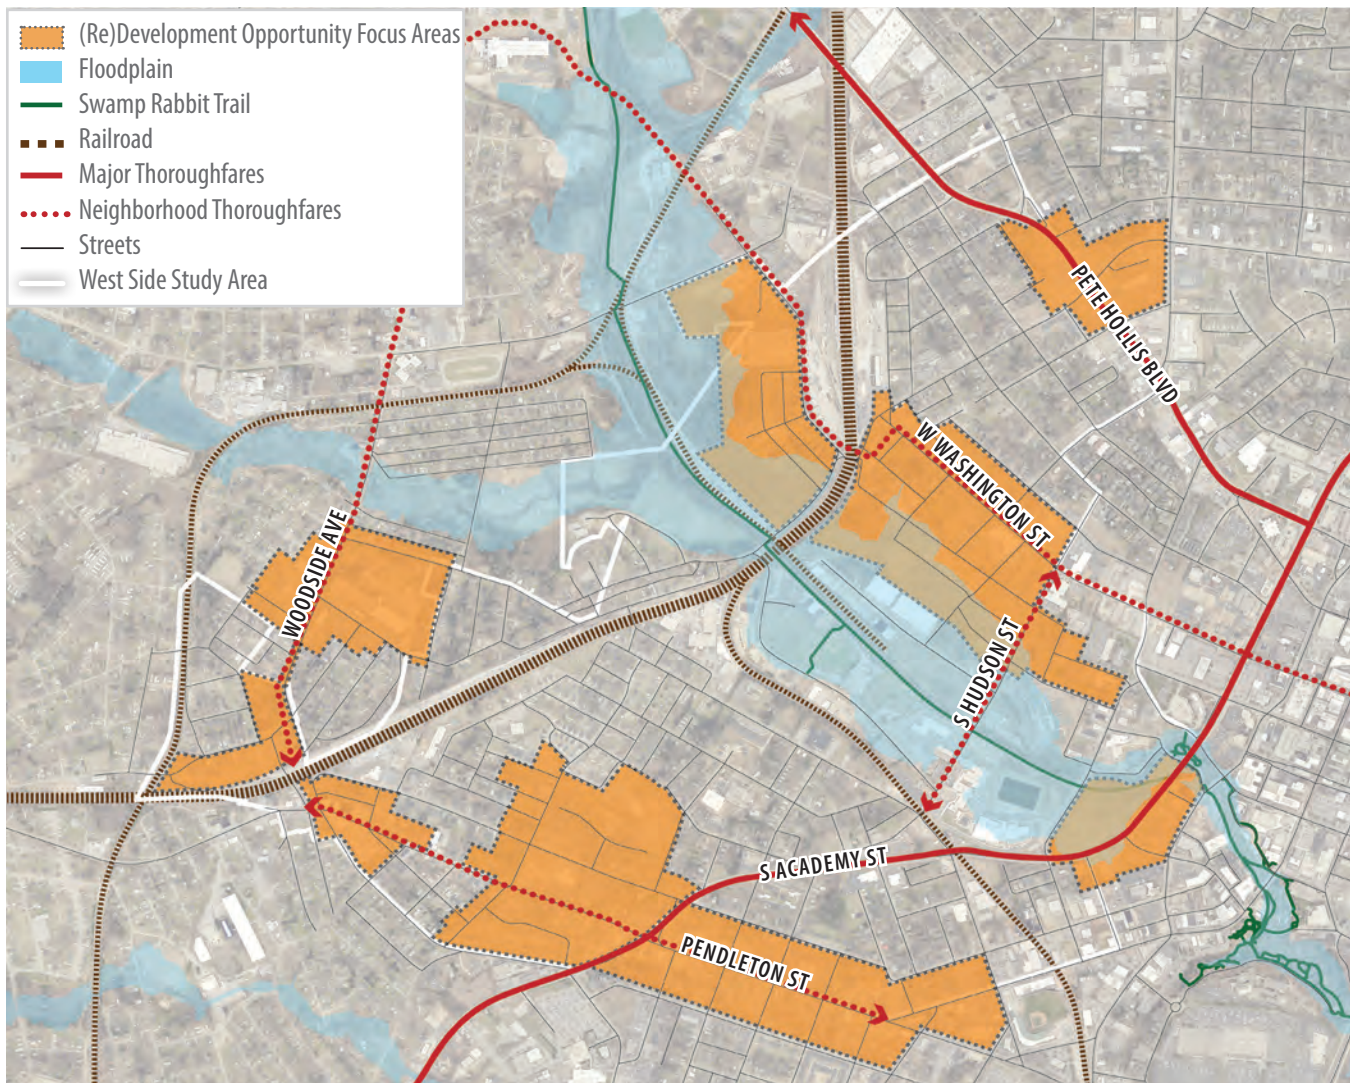 (Re)Development Opportunity Focus Areas
Floodplain
Swamp Rabbit Trail
Railroad
Major Thoroughfares
Neighborhood Thoroughfares
Streets
West Side Study Area
PETE HOLLIS BLVD
W WASHINGTON ST
WOODSIDE AVE
S HUDSON ST
S ACADEMY ST
PENDLETON ST